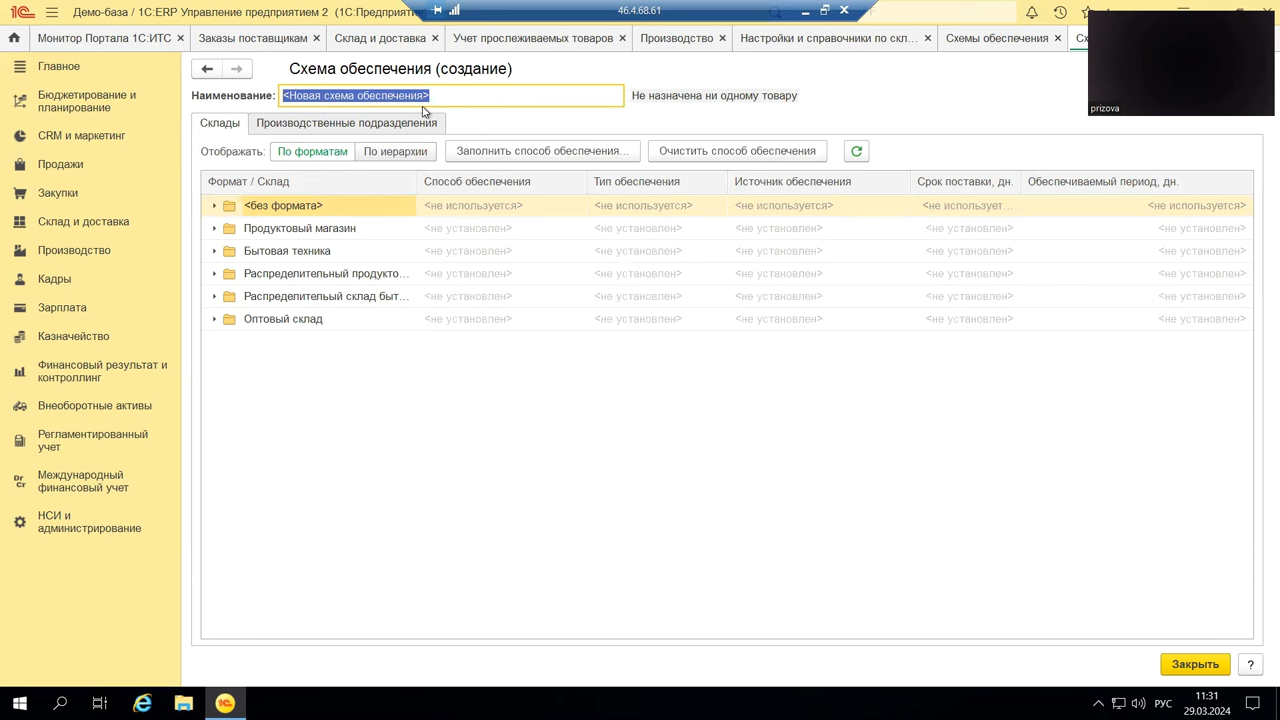 Демо-база / 1С:ERP Управление предприятием 2 (1С:Предприяти
46.4.68.61
Монитор Портала 1С:ИТС ×
Заказы поставщикам ×
Склад и доставка ×
Учет прослеживаемых товаров ×
Производство ×
Настройки и справочники по скл... ×
Схемы обеспечения ×
Сх
prizova
Главное
Бюджетирование и
планирование
CRM и маркетинг
Продажи
Закупки
Склад и доставка
Производство
Кадры
Зарплата
Казначейство
Финансовый результат и
контроллинг
Внеоборотные активы
Регламентированный
учет
Международный
финансовый учет
НСИ и
администрирование
Схема обеспечения (создание)
Наименование: <Новая схема обеспечения> Не назначена ни одному товару
Склады Производственные подразделения
Отображать: По форматам По иерархии Заполнить способ обеспечения... Очистить способ обеспечения
Формат / Склад Способ обеспечения Тип обеспечения Источник обеспечения Срок поставки, дн. Обеспечиваемый период, дн.
<без формата> <не используется> <не используется> <не используется> <не использует... <не используется>
Продуктовый магазин <не установлен> <не установлен> <не установлен> <не установлен> <не установлен>
Бытовая техника <не установлен> <не установлен> <не установлен> <не установлен> <не установлен>
Распределительный продукто... <не установлен> <не установлен> <не установлен> <не установлен> <не установлен>
Распределителый склад быт... <не установлен> <не установлен> <не установлен> <не установлен> <не установлен>
Оптовый склад <не установлен> <не установлен> <не установлен> <не установлен> <не установлен>
Закрыть ?
РУС
11:31
29.03.2024